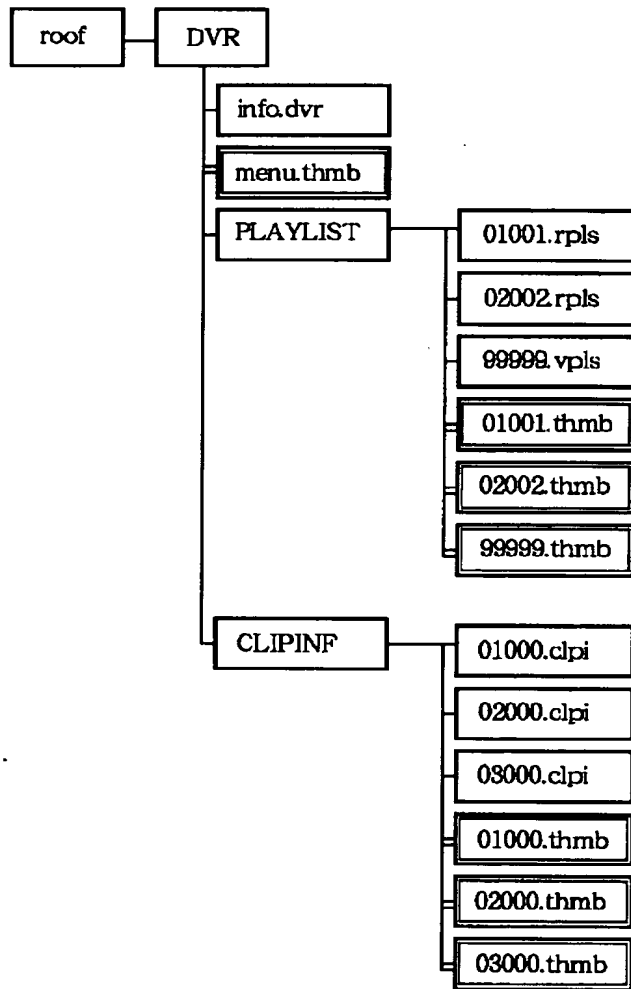 roof
DVR
info.dvr
menu.thmb
PLAYLIST
01001.rpls
02002.rpls
99999.vpls
01001.thmb
02002.thmb
99999.thmb
CLIPINF
01000.clpi
02000.clpi
03000.clpi
01000.thmb
02000.thmb
03000.thmb